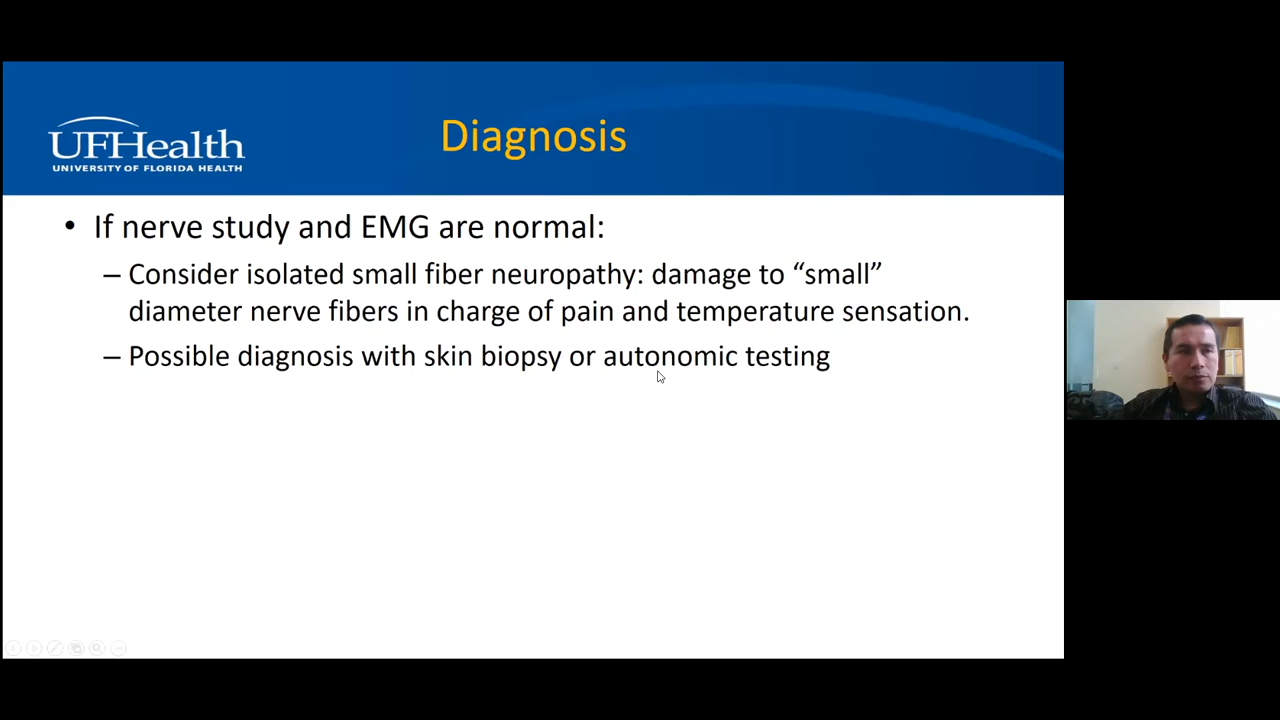 UFHealth
UNIVERSITY OF FLORIDA HEALTH
Diagnosis
• If nerve study and EMG are normal:
– Consider isolated small fiber neuropathy: damage to “small”
diameter nerve fibers in charge of pain and temperature sensation.
– Possible diagnosis with skin biopsy or autonomic testing